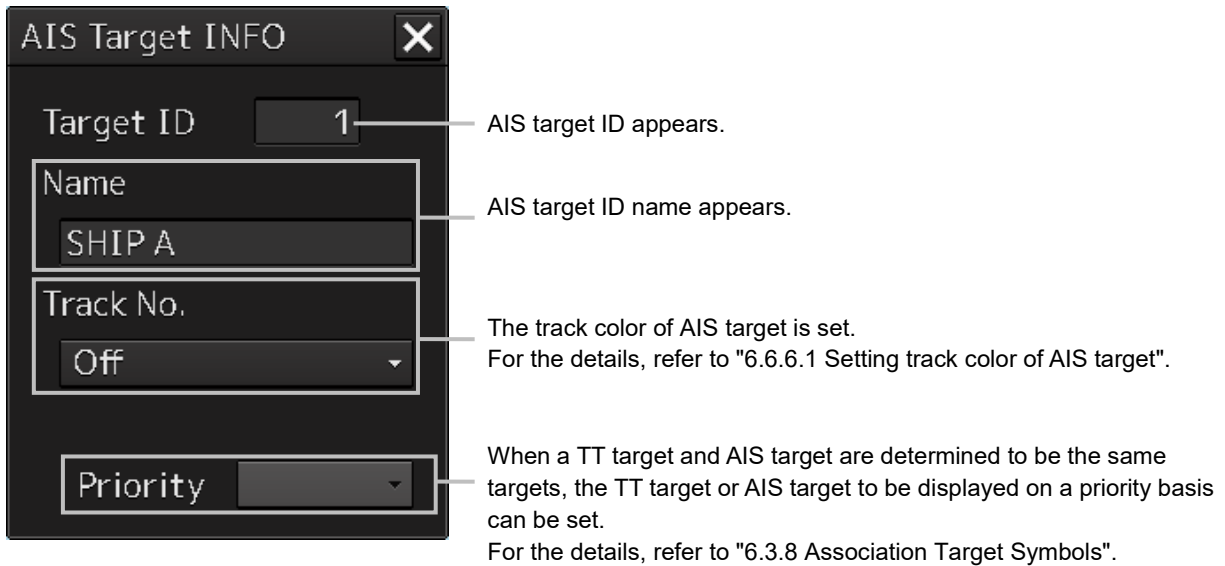 AIS Target INFO
Target ID 1
AIS target ID appears.
Name
AIS target ID name appears.
SHIP A
Track No.
The track color of AIS target is set.
For the details, refer to "6.6.6.1 Setting track color of AIS target".
Off
When a TT target and AIS target are determined to be the same
targets, the TT target or AIS target to be displayed on a priority basis
can be set.
For the details, refer to "6.3.8 Association Target Symbols".
Priority